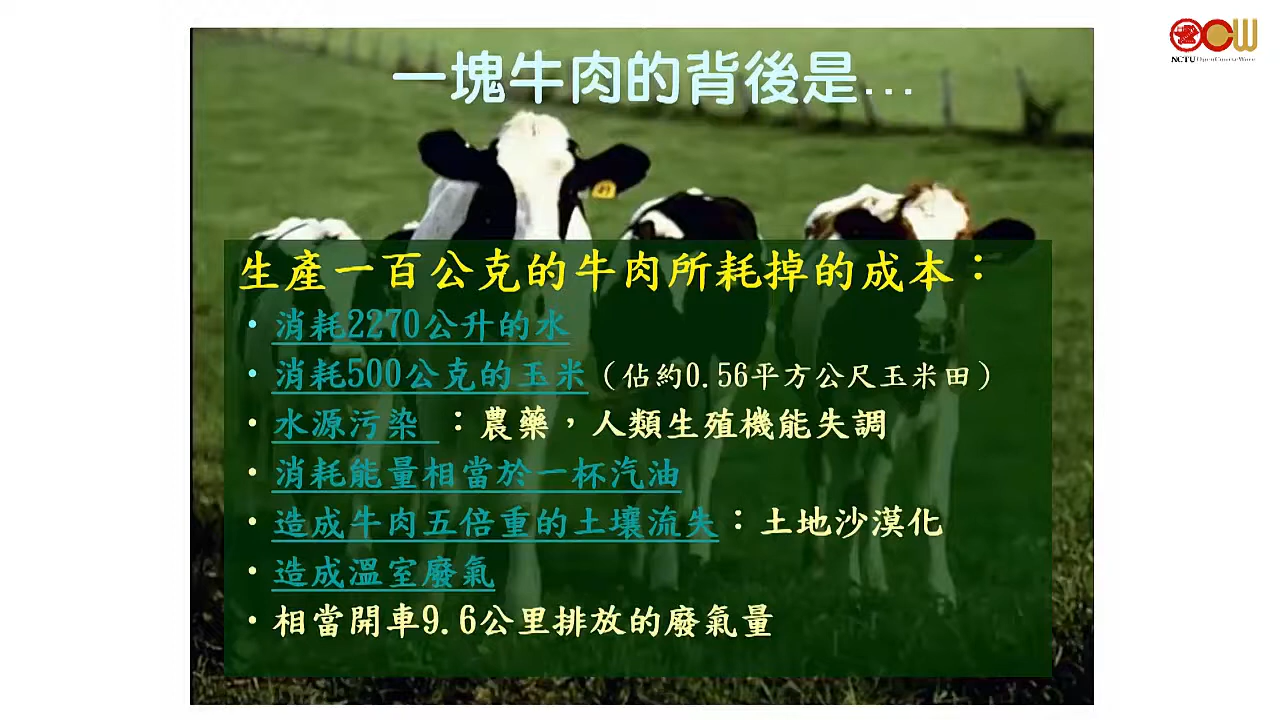 NCTU OpenCourseWare
一塊牛肉的背後是...
生產一百公克的牛肉所耗掉的成本：
• 消耗2270公升的水
• 消耗500公克的玉米（佔約0.56平方公尺玉米田）
• 水源污染 ：農藥，人類生殖機能失調
• 消耗能量相當於一杯汽油
• 造成牛肉五倍重的土壤流失：土地沙漠化
• 造成溫室廢氣
• 相當開車9.6公里排放的廢氣量